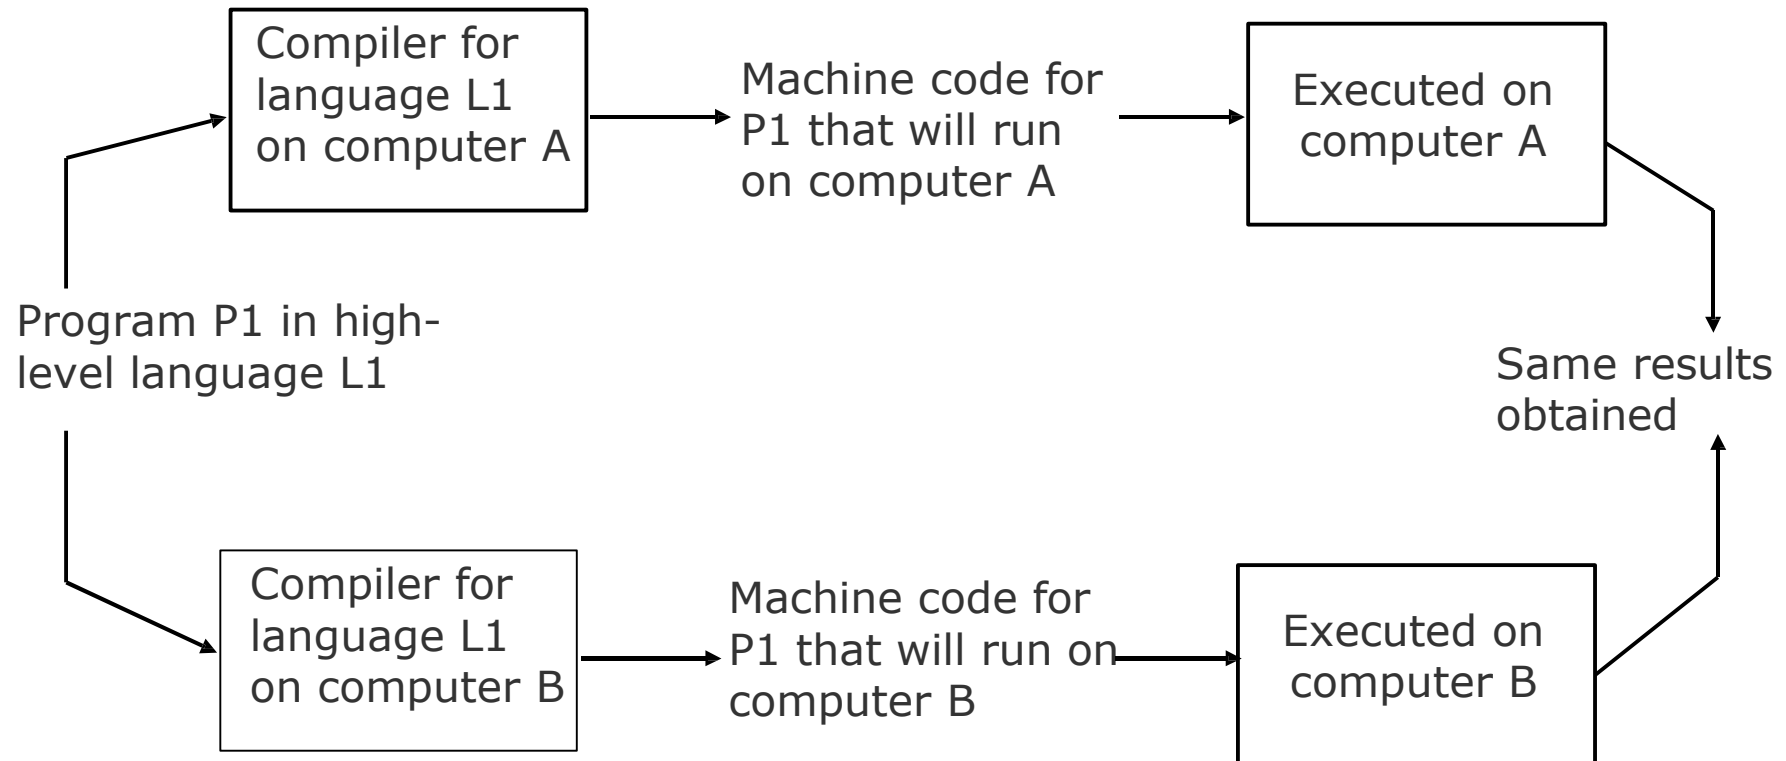 Compiler for
language L1
on computer A
Machine code for
P1 that will run
on computer A
Executed on
computer A
Program P1 in high-
level language L1
Same results
obtained
Compiler for
language L1
on computer B
Machine code for
P1 that will run on
computer B
Executed on
computer B